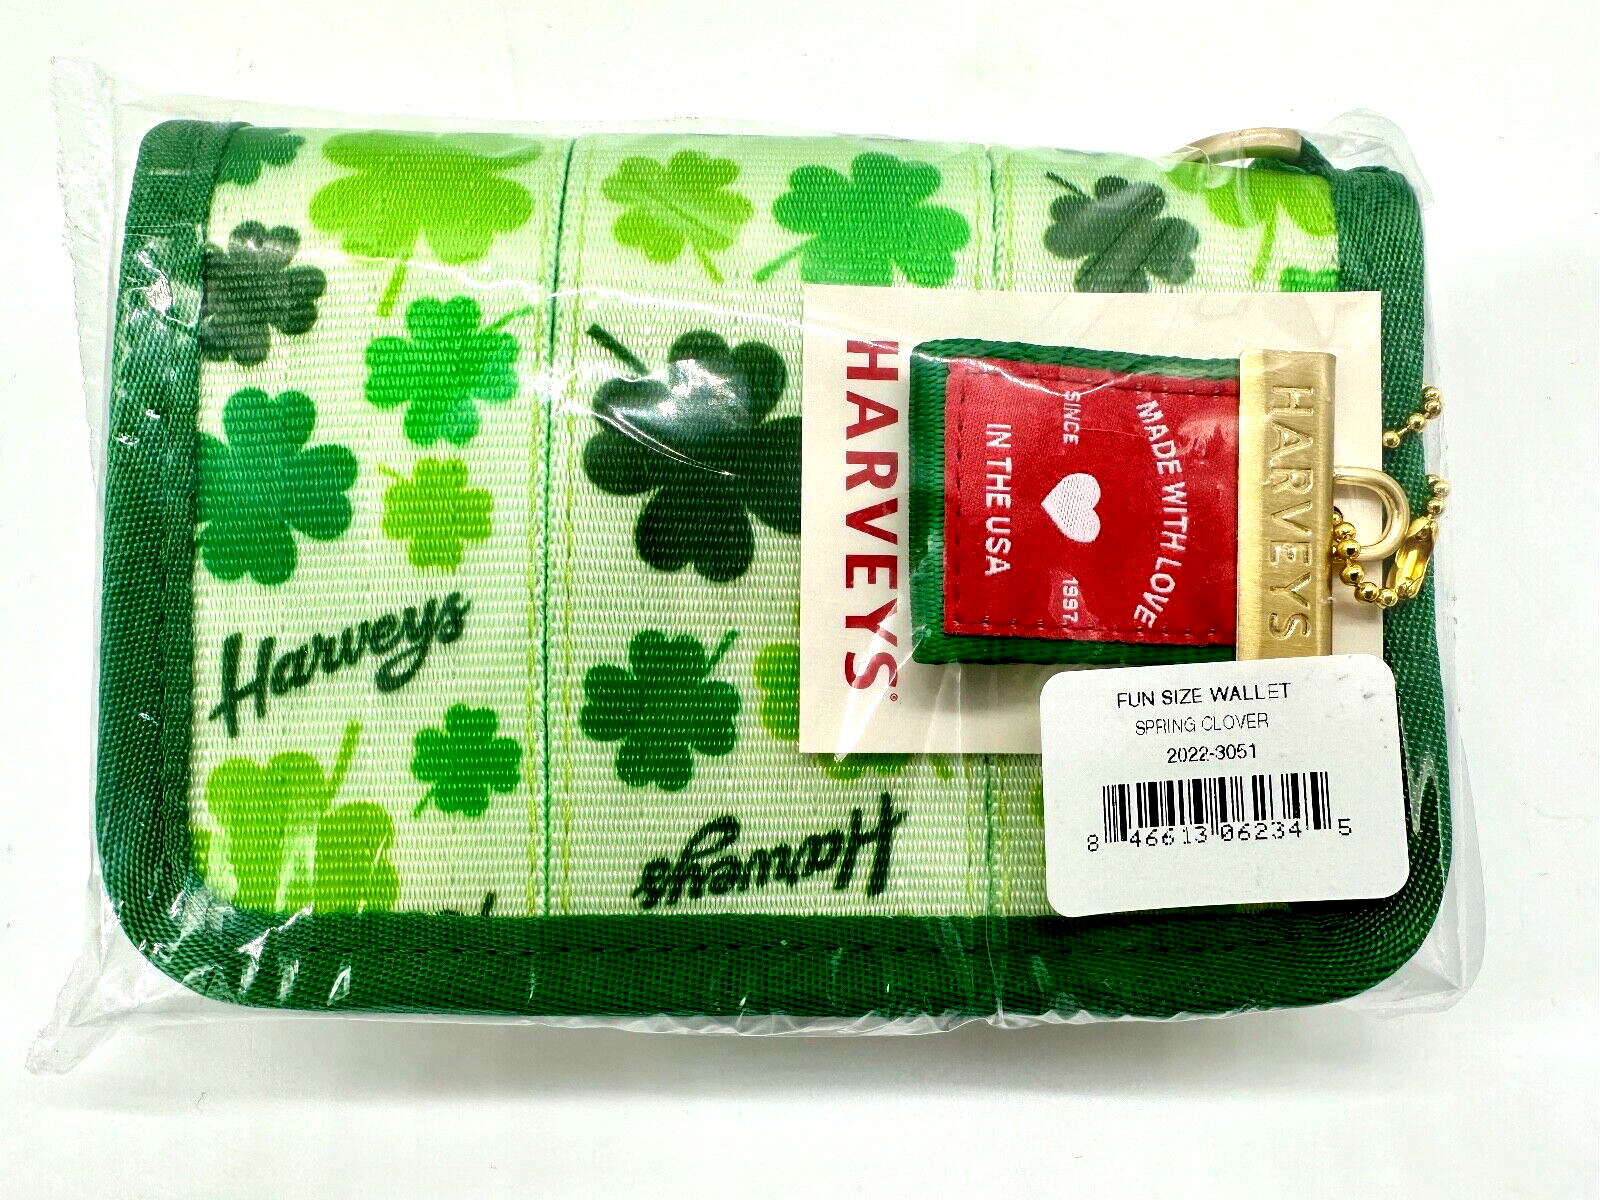 Harveys
Harveys
HARVEYS
MADE WITH LOVE
SINCE
1997
IN THE USA
HARVEYS
FUN SIZE WALLET
SPRING CLOVER
2022-3051
8 46613 06234 5